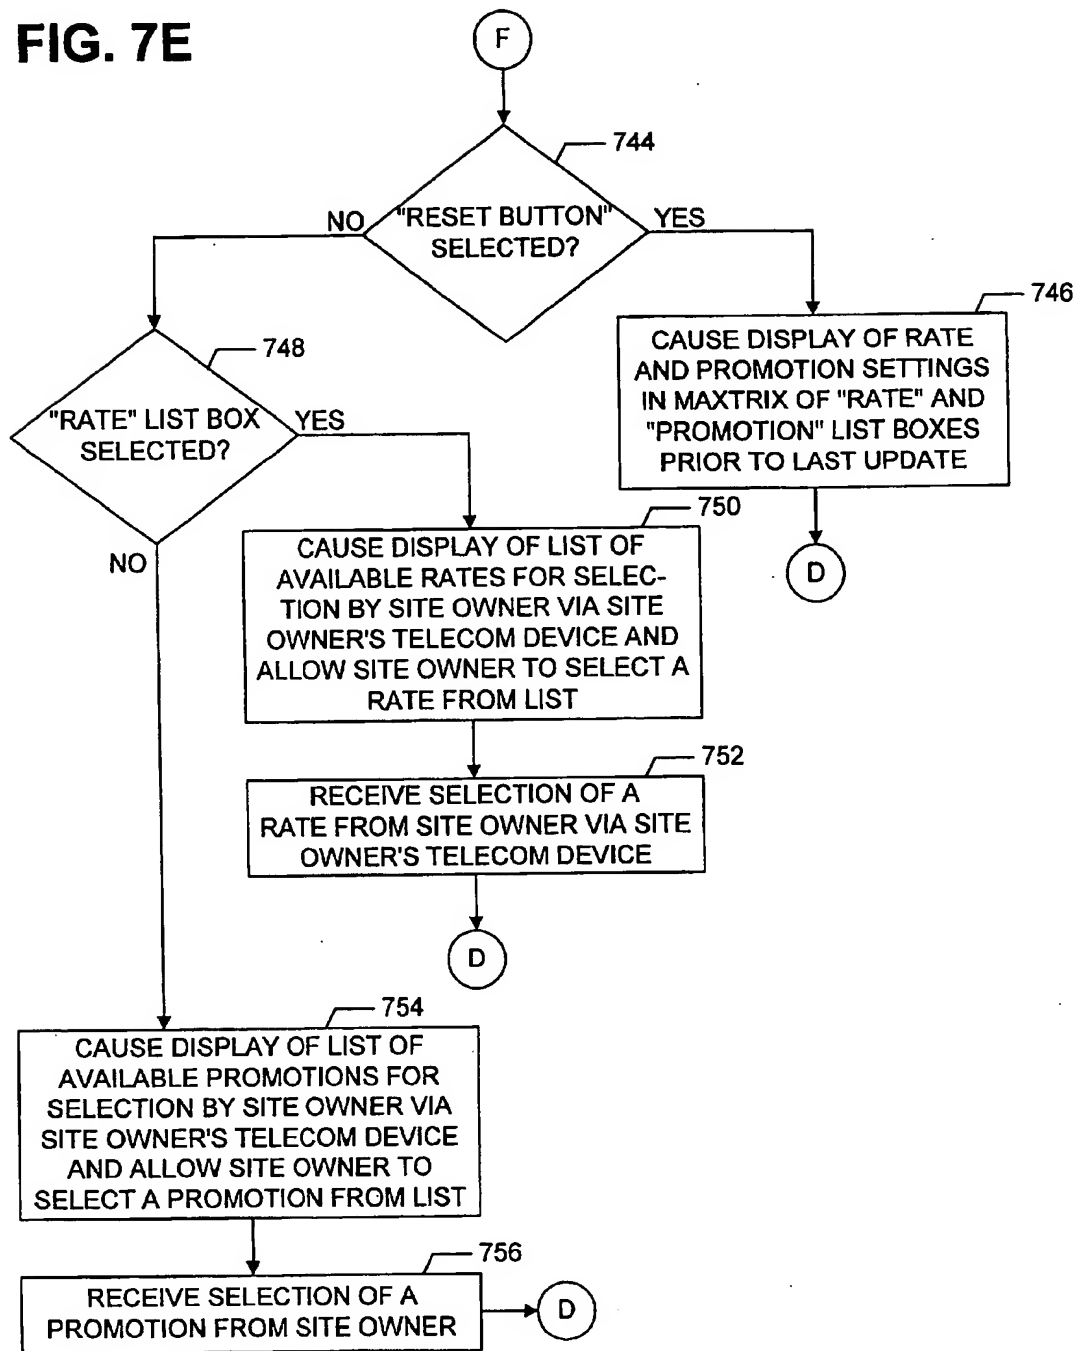 FIG. 7E
F
744
"RESET BUTTON"
SELECTED?
NO
YES
746
CAUSE DISPLAY OF RATE
AND PROMOTION SETTINGS
IN MAXTRIX OF "RATE" AND
"PROMOTION" LIST BOXES
PRIOR TO LAST UPDATE
D
748
"RATE" LIST BOX
SELECTED?
YES
NO
750
CAUSE DISPLAY OF LIST OF
AVAILABLE RATES FOR SELEC-
TION BY SITE OWNER VIA SITE
OWNER'S TELECOM DEVICE AND
ALLOW SITE OWNER TO SELECT A
RATE FROM LIST
752
RECEIVE SELECTION OF A
RATE FROM SITE OWNER VIA SITE
OWNER'S TELECOM DEVICE
D
754
CAUSE DISPLAY OF LIST OF
AVAILABLE PROMOTIONS FOR
SELECTION BY SITE OWNER VIA
SITE OWNER'S TELECOM DEVICE
AND ALLOW SITE OWNER TO
SELECT A PROMOTION FROM LIST
756
RECEIVE SELECTION OF A
PROMOTION FROM SITE OWNER
D